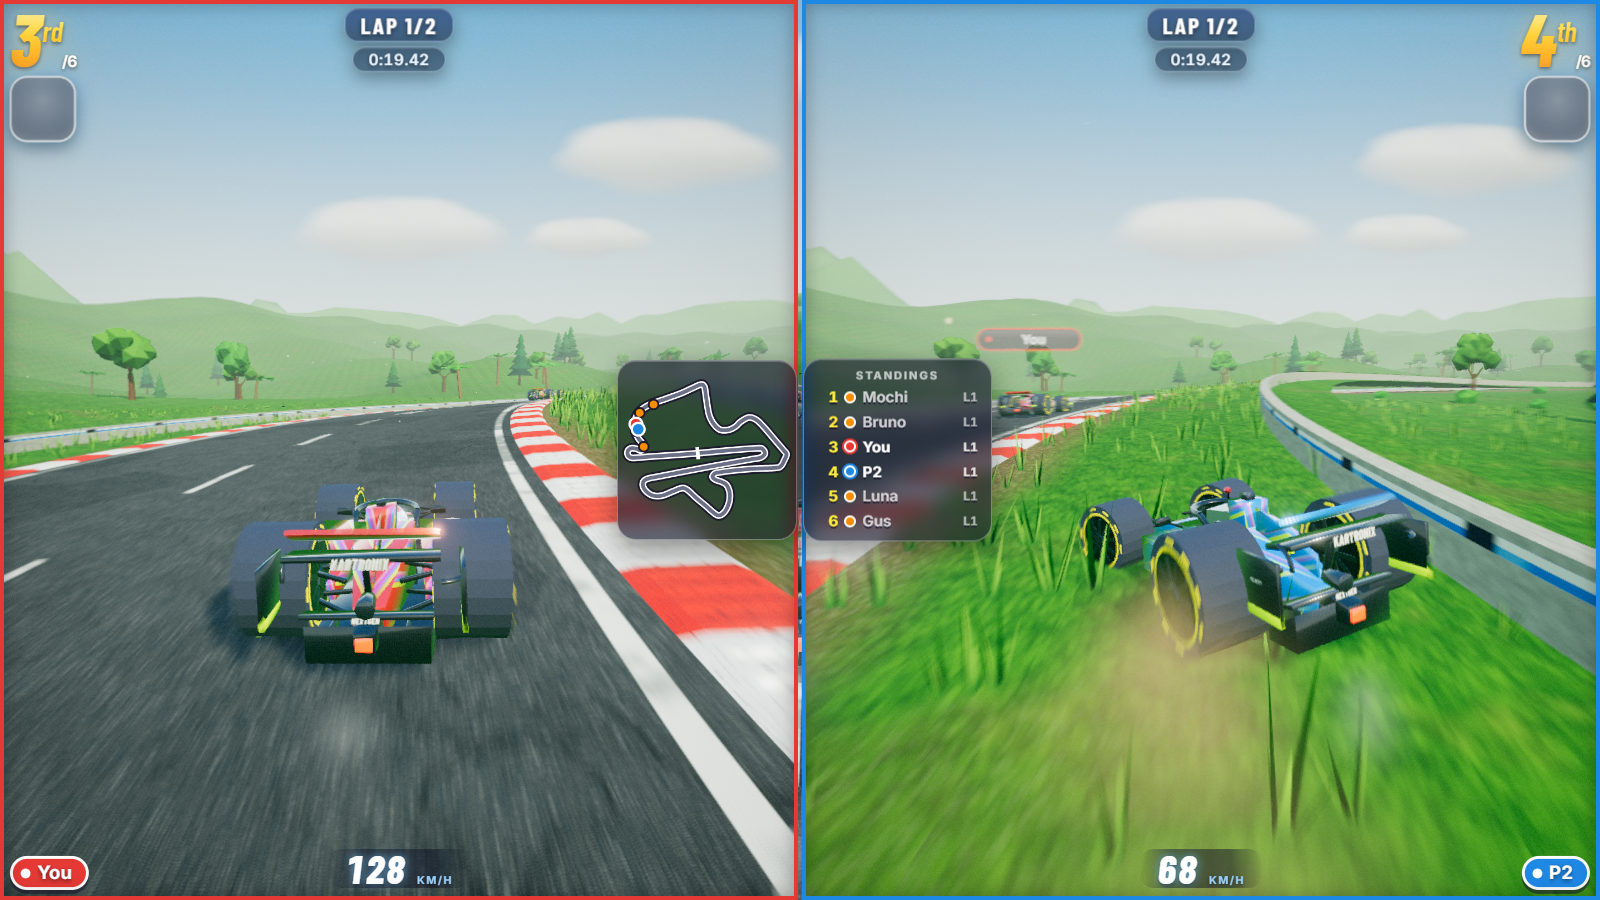 3rd
/6
LAP 1/2
0:19.42
LAP 1/2
0:19.42
4th
/6
You
STANDINGS
1 Mochi L1
2 Bruno L1
3 You L1
4 P2 L1
5 Luna L1
6 Gus L1
KARTRONIX
KARTRONIX
You
128 KM/H
68 KM/H
P2